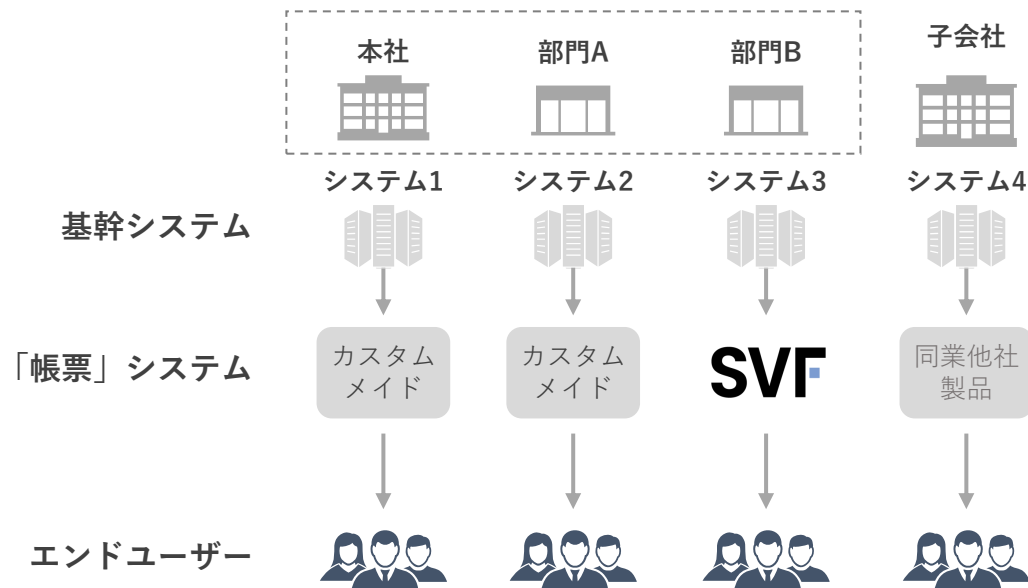 本社
部門A
部門B
子会社
システム1
システム2
システム3
システム4
基幹システム
「帳票」システム
カスタム
メイド
カスタム
メイド
SVF
同業他社
製品
エンドユーザー